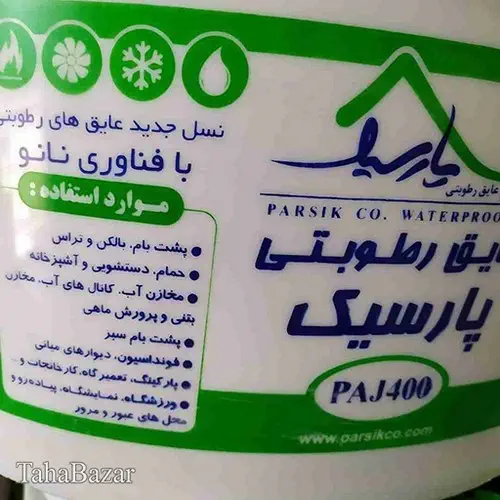 نسل جدید عایق های رطوبتی
با فناوری نانو
موارد استفاده :
• پشت بام، بالکن و تراس
• حمام، دستشویی و آشپزخانه
• مخازن آب، کانال های آب، مخازن
بتنی و پرورش ماهی
• پشت بام سبز
• فونداسیون، دیوارهای میانی
• پارکینگ، تعمیرگاه، کارخانجات و ...
• ورزشگاه، نمایشگاه، پیاده رو و
محل های عبور و مرور
پارسیک
عایق رطوبتی
PARSIK CO. WATERPROO
رطوبتی
پارسیک
PAJ400
www.parsikco.com
TahaBazar